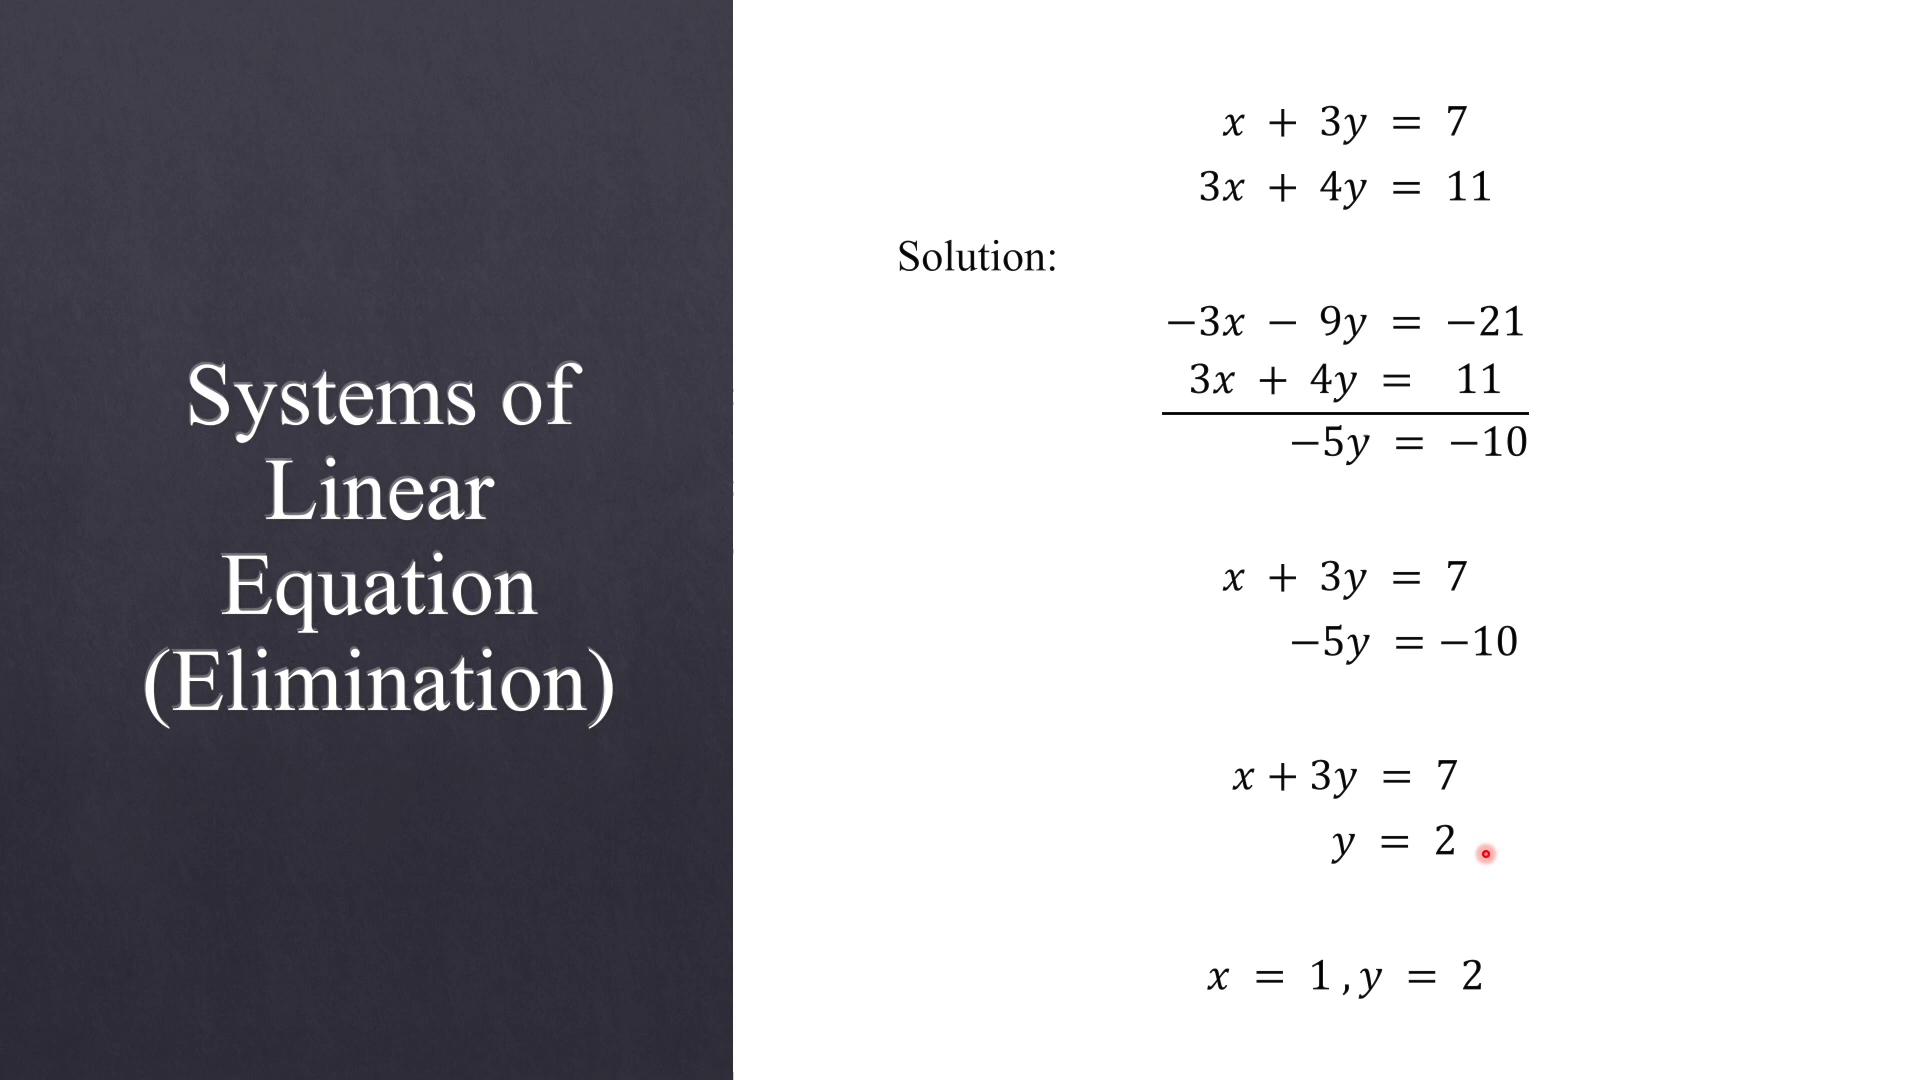 Systems of
Linear
Equation
(Elimination)
x + 3y = 7
3x + 4y = 11
Solution:
−3x − 9y = −21
3x + 4y = 11
−5y = −10
x + 3y = 7
−5y = −10
x + 3y = 7
y = 2
x = 1 , y = 2